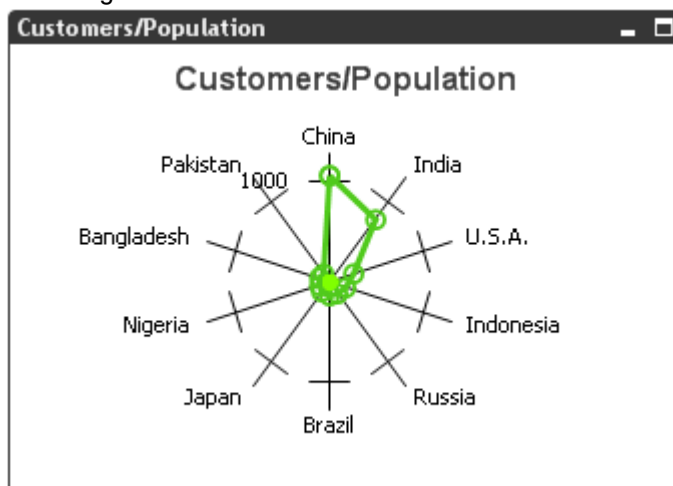 Customers/Population
Customers/Population
China
Pakistan
1000
India
Bangladesh
U.S.A.
Nigeria
Indonesia
Japan
Russia
Brazil